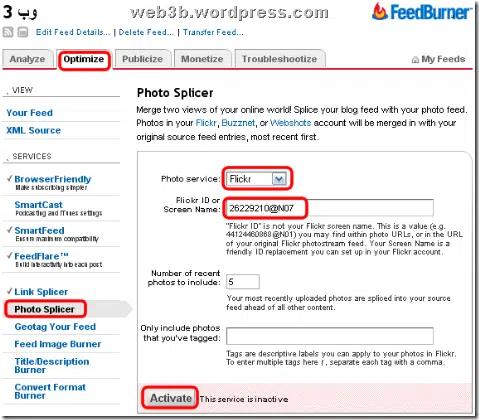 وب 3
web3b.wordpress.com
FeedBurner
Edit Feed Details... | Delete Feed... | Transfer Feed...
Analyze Optimize Publicize Monetize Troubleshootize My Feeds
VIEW
Your Feed
XML Source
SERVICES
BrowserFriendly
Make subscribing simpler
SmartCast
Podcasting and iTunes settings
SmartFeed
Ensure maximum compatibility
FeedFlare™
Build interactivity into each post
Link Splicer
Photo Splicer
Geotag Your Feed
Feed Image Burner
Title/Description
Burner
Convert Format
Burner
Photo Splicer
Merge two views of your online world! Splice your blog feed with your photo feed.
Photos in your Flickr, Buzznet, or Webshots account will be merged in with your
original source feed entries, most recent first.
Photo service: Flickr
Flickr ID or
Screen Name: 26229210@N07
"Flickr ID" is not your Flickr screen name. This is a value (e.g.
44124460988@N01) you may find within photo URLs, or in the URL
of your original Flickr photostream feed. Your Screen Name is a
friendly ID replacement you can set up in your Flickr account.
Number of recent
photos to include: 5
Your most recently uploaded photos are spliced into your source
feed ahead of all other content.
Only include photos
that you've tagged:
Tags are descriptive labels you can apply to your photos in Flickr.
To enter multiple tags here, separate each tag with a comma.
Activate This service is inactive